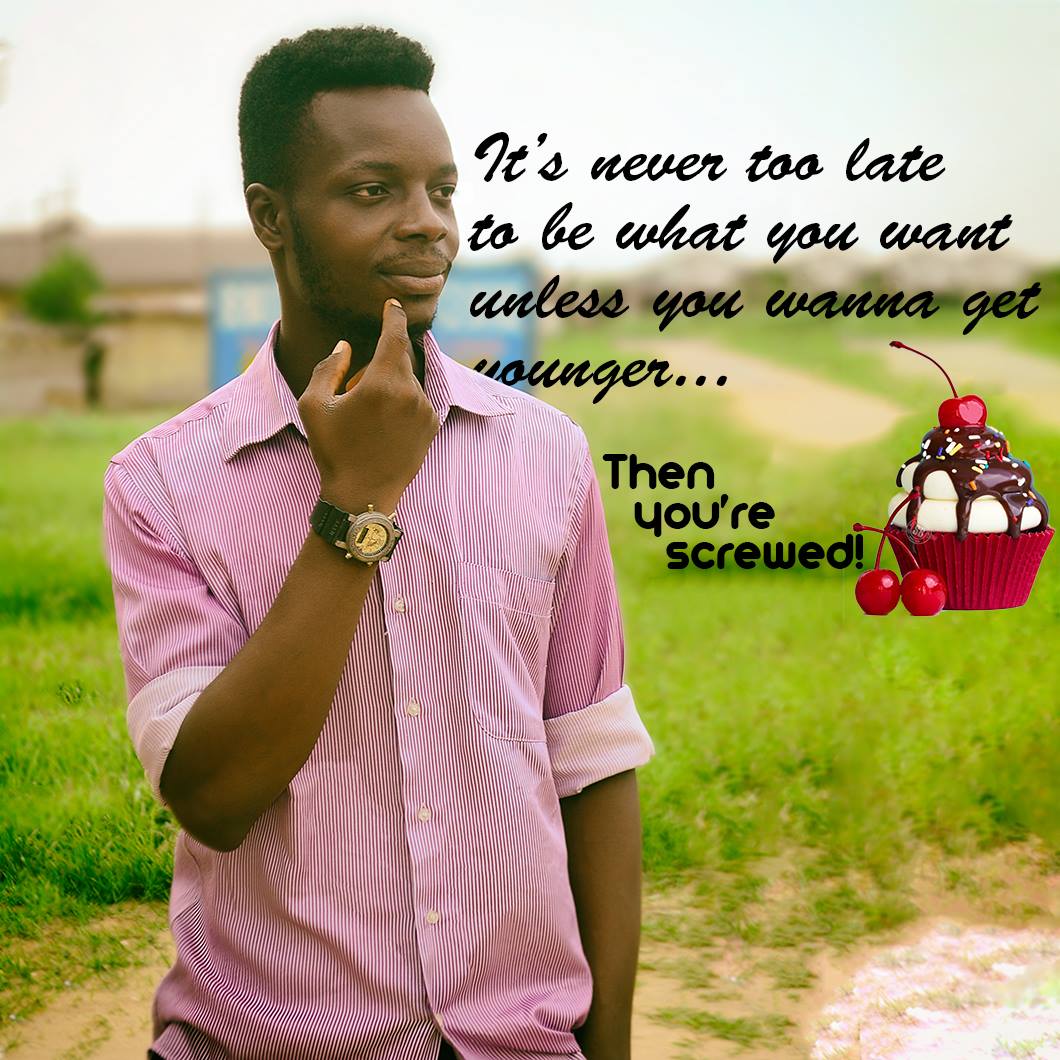 It's never too late
to be what you want
unless you wanna get
younger...
Then
you're
screwed!